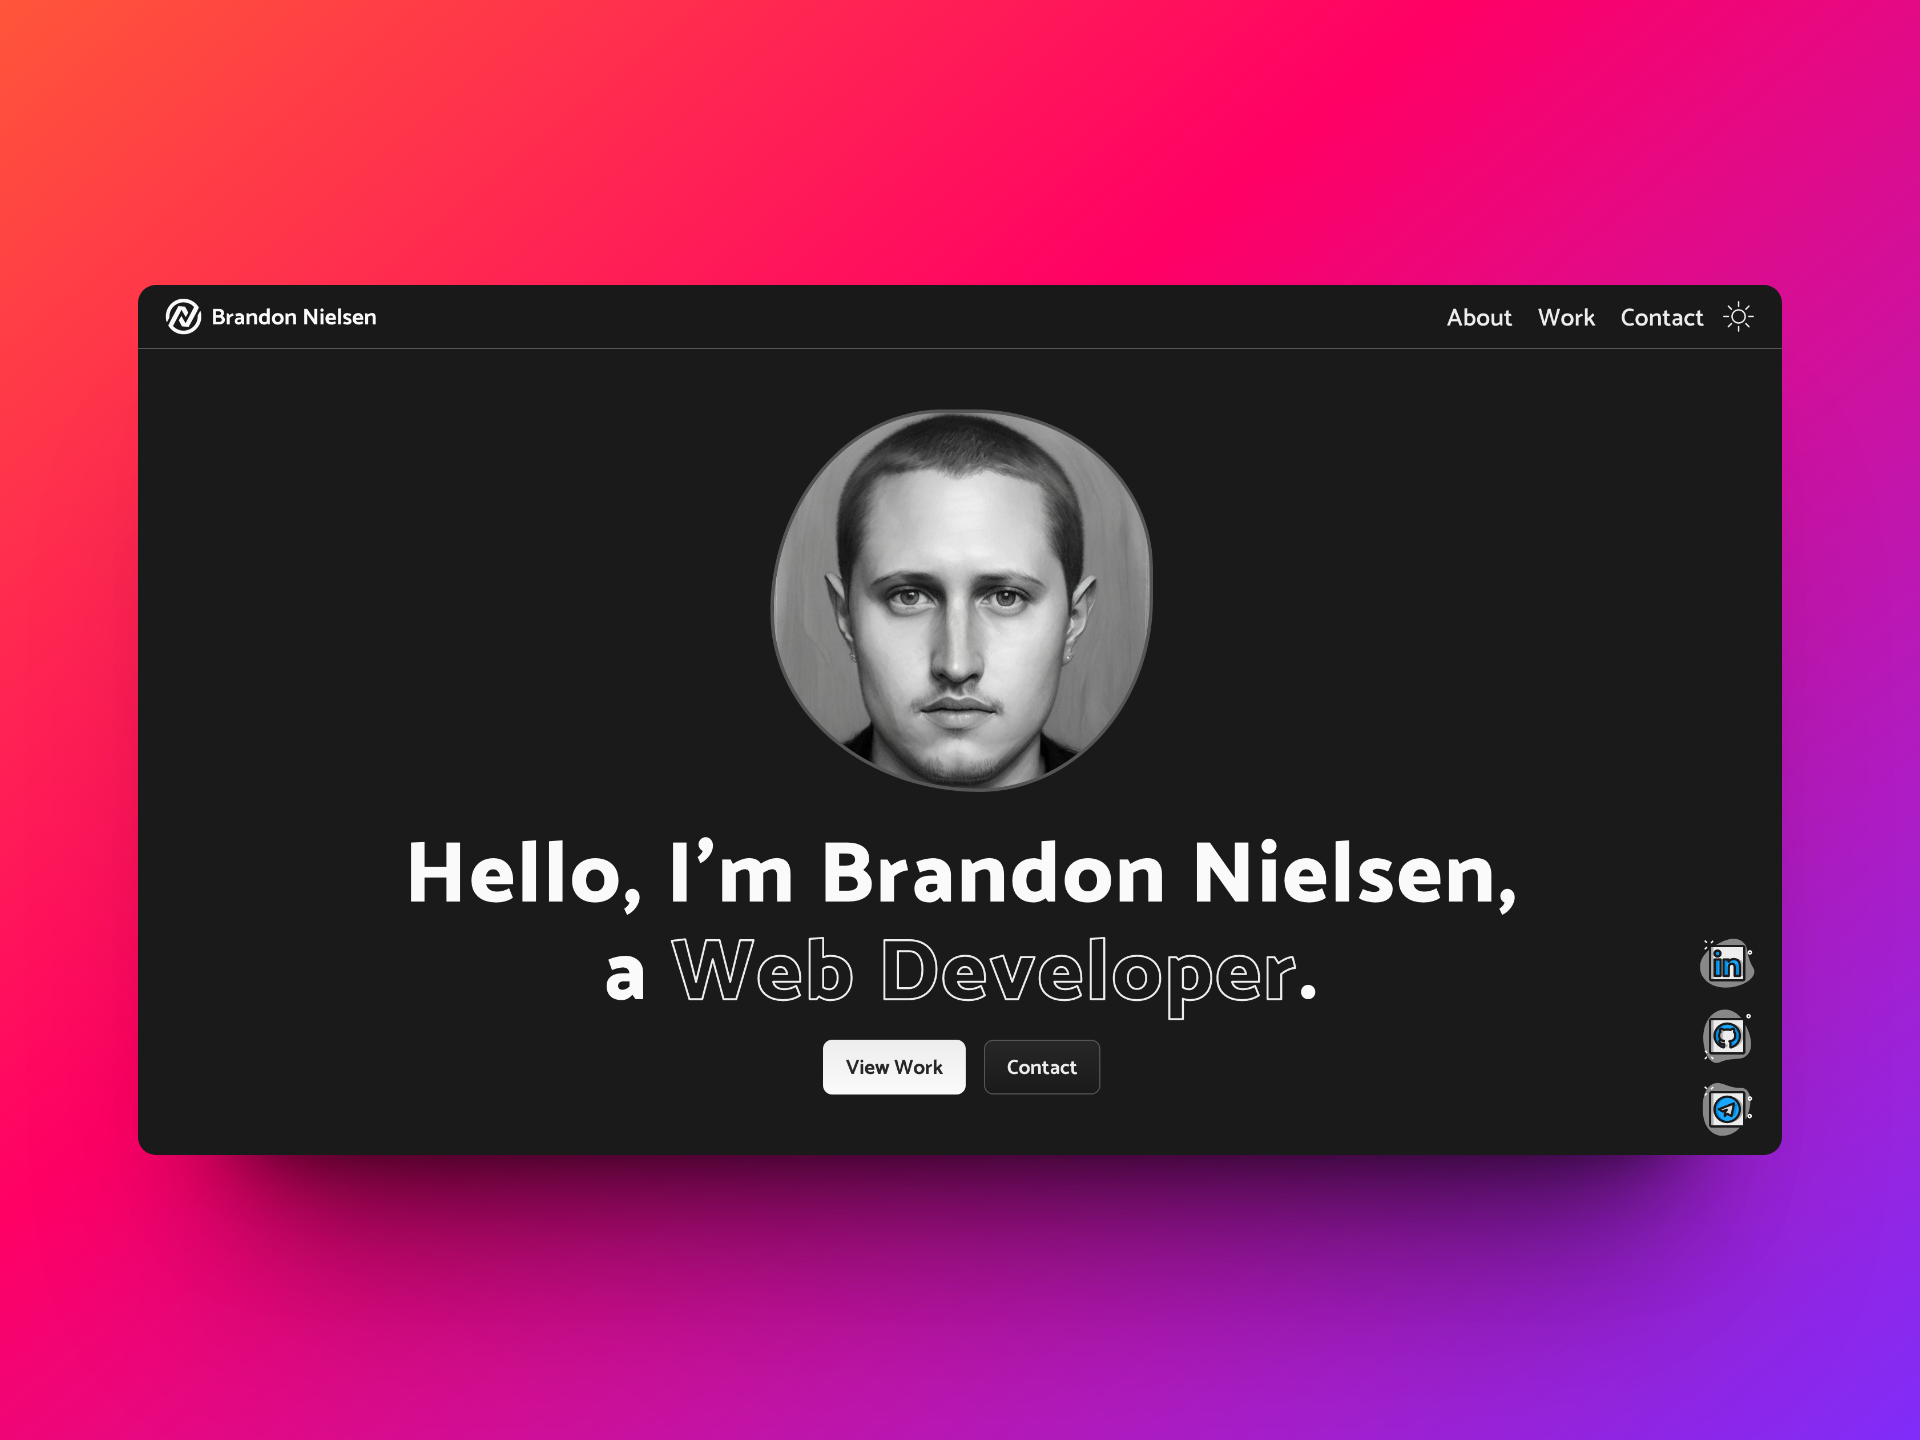 Brandon Nielsen
About Work Contact
Hello, I’m Brandon Nielsen,
a Web Developer.
View Work Contact
in